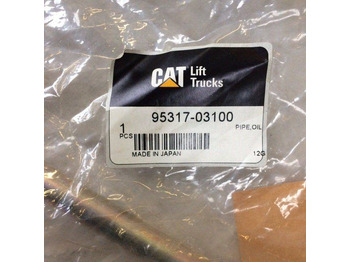 CAT Lift
Trucks
95317-03100
1
PCS
PIPE,OIL
MADE IN JAPAN
12G